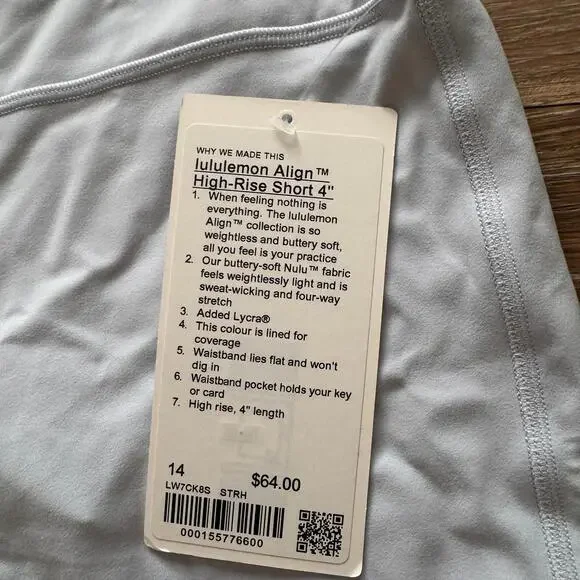 WHY WE MADE THIS
lululemon Align™
High-Rise Short 4"
1. When feeling nothing is
everything. The lululemon
Align™ collection is so
weightless and buttery soft,
all you feel is your practice
2. Our buttery-soft Nulu™ fabric
feels weightlessly light and is
sweat-wicking and four-way
stretch
3. Added Lycra®
4. This colour is lined for
coverage
5. Waistband lies flat and won't
dig in
6. Waistband pocket holds your key
or card
7. High rise, 4" length
14 $64.00
LW7CK8S STRH
000155776600